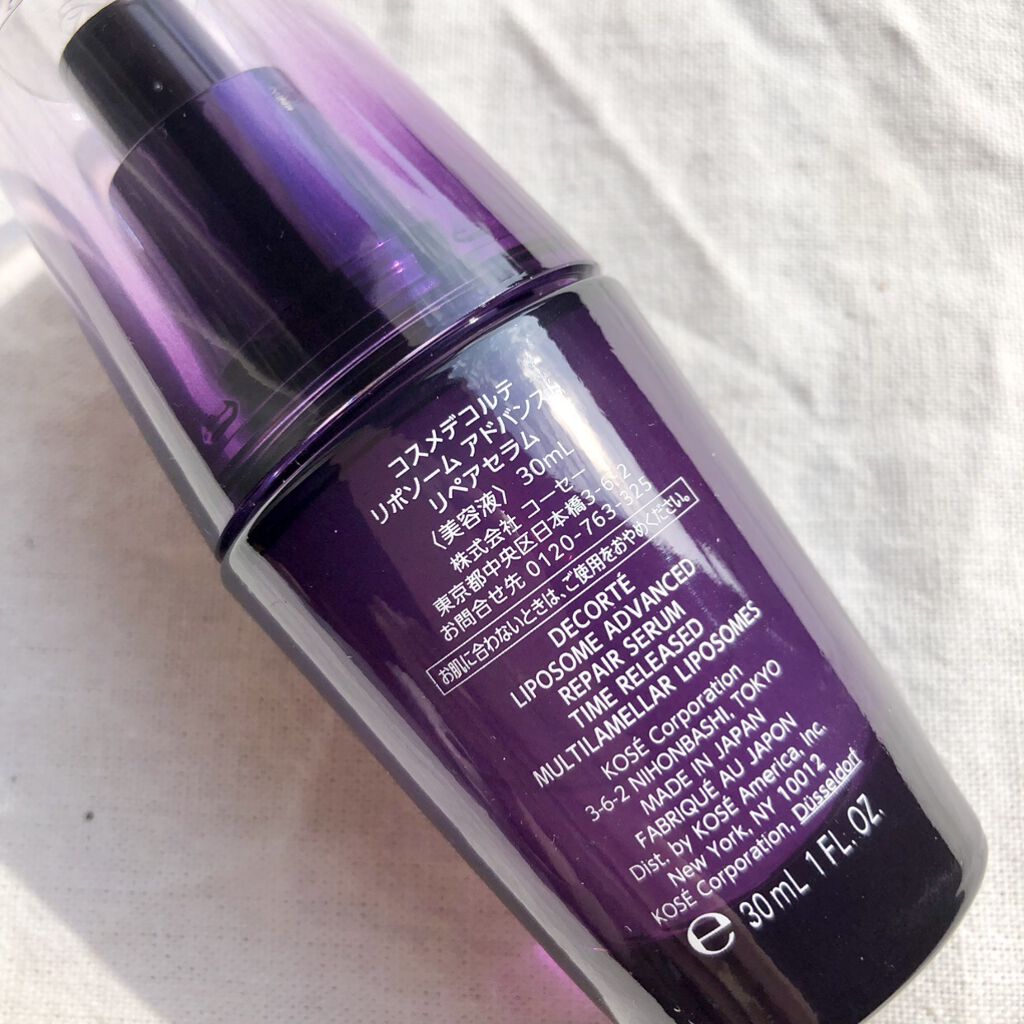 コスメデコルテ
リポソーム アドバンスト
リペアセラム
〈美容液〉 30mL
株式会社 コーセー
東京都中央区日本橋3-6-2
お問合せ先 0120-763-325
お肌に合わないときは、ご使用をおやめください。
DECORTÉ
LIPOSOME ADVANCED
REPAIR SERUM
TIME RELEASED
MULTILAMELLAR LIPOSOMES
KOSÉ Corporation
3-6-2 NIHONBASHI, TOKYO
MADE IN JAPAN
FABRIQUÉ AU JAPON
Dist. by KOSÉ America, Inc.
New York, NY 10012
KOSÉ Corporation, Düsseldorf
℮ 30mL 1 FL. OZ.